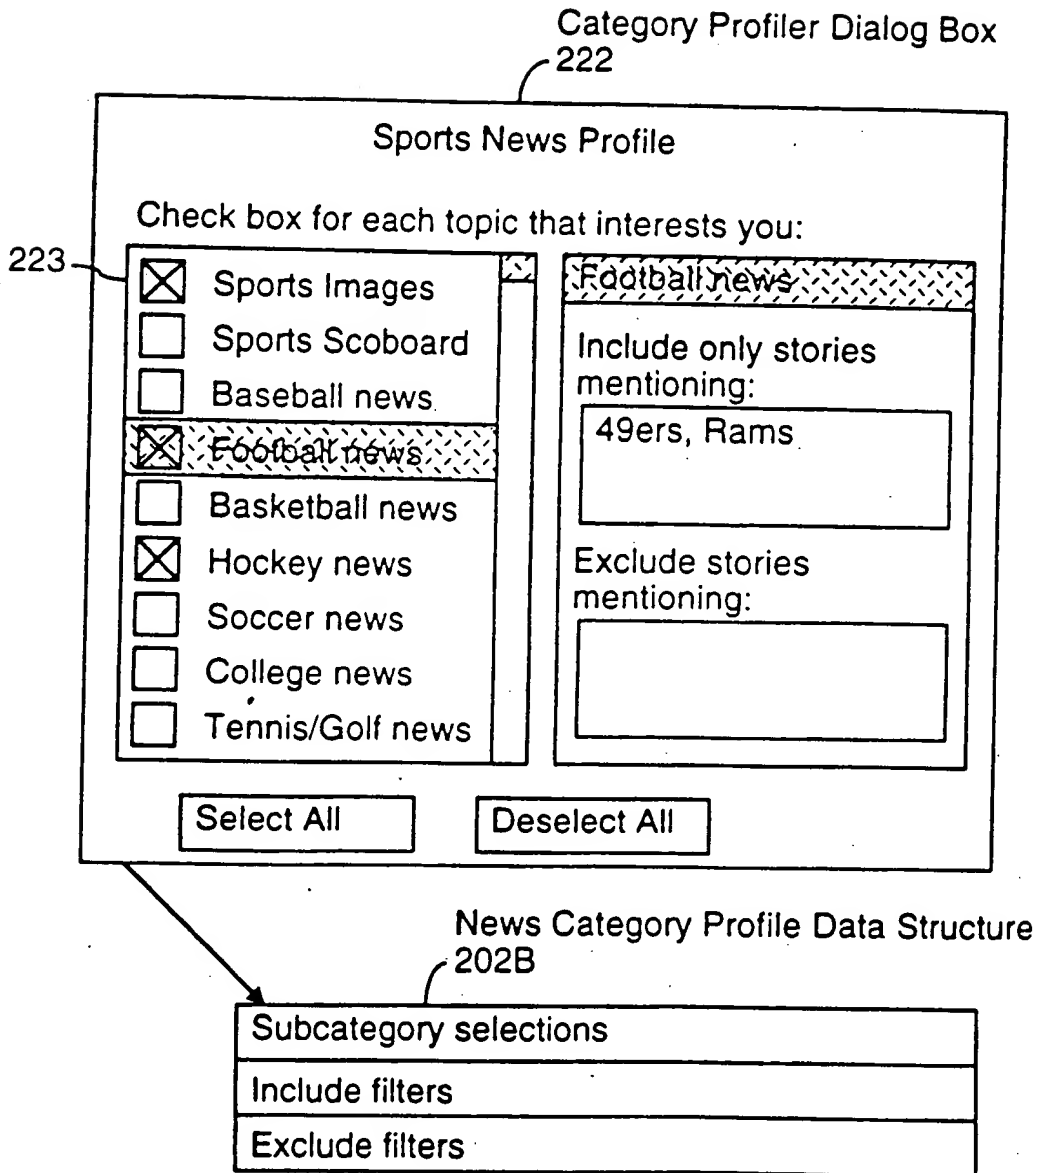 Category Profiler Dialog Box
222
Sports News Profile
Check box for each topic that interests you:
223
Sports Images
Sports Scoboard
Baseball news
Football news
Basketball news
Hockey news
Soccer news
College news
Tennis/Golf news
Football news
Include only stories
mentioning:
49ers, Rams
Exclude stories
mentioning:
Select All
Deselect All
News Category Profile Data Structure
202B
Subcategory selections
Include filters
Exclude filters